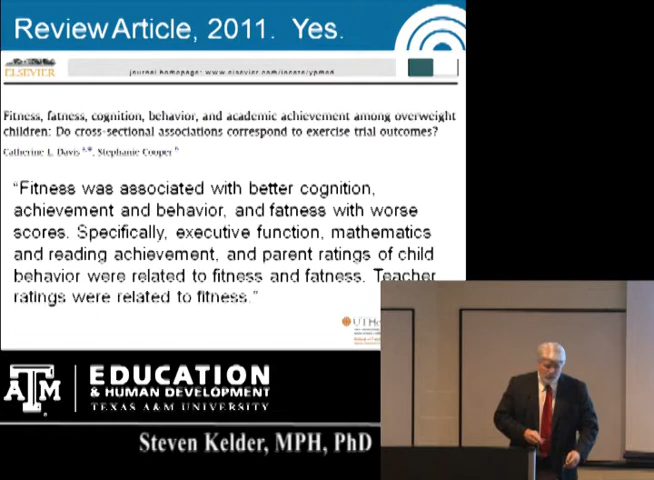 Review Article, 2011. Yes.
ELSEVIER
journal homepage: www.elsevier.com/locate/ypmed
Fitness, fatness, cognition, behavior, and academic achievement among overweight
children: Do cross-sectional associations correspond to exercise trial outcomes?
Catherine L. Davis a,*, Stephanie Cooper b
"Fitness was associated with better cognition,
achievement and behavior, and fatness with worse
scores. Specifically, executive function, mathematics
and reading achievement, and parent ratings of child
behavior were related to fitness and fatness. Teacher
ratings were related to fitness."
UTHe
ATM
EDUCATION
& HUMAN DEVELOPMENT
TEXAS A&M UNIVERSITY
Steven Kelder, MPH, PhD